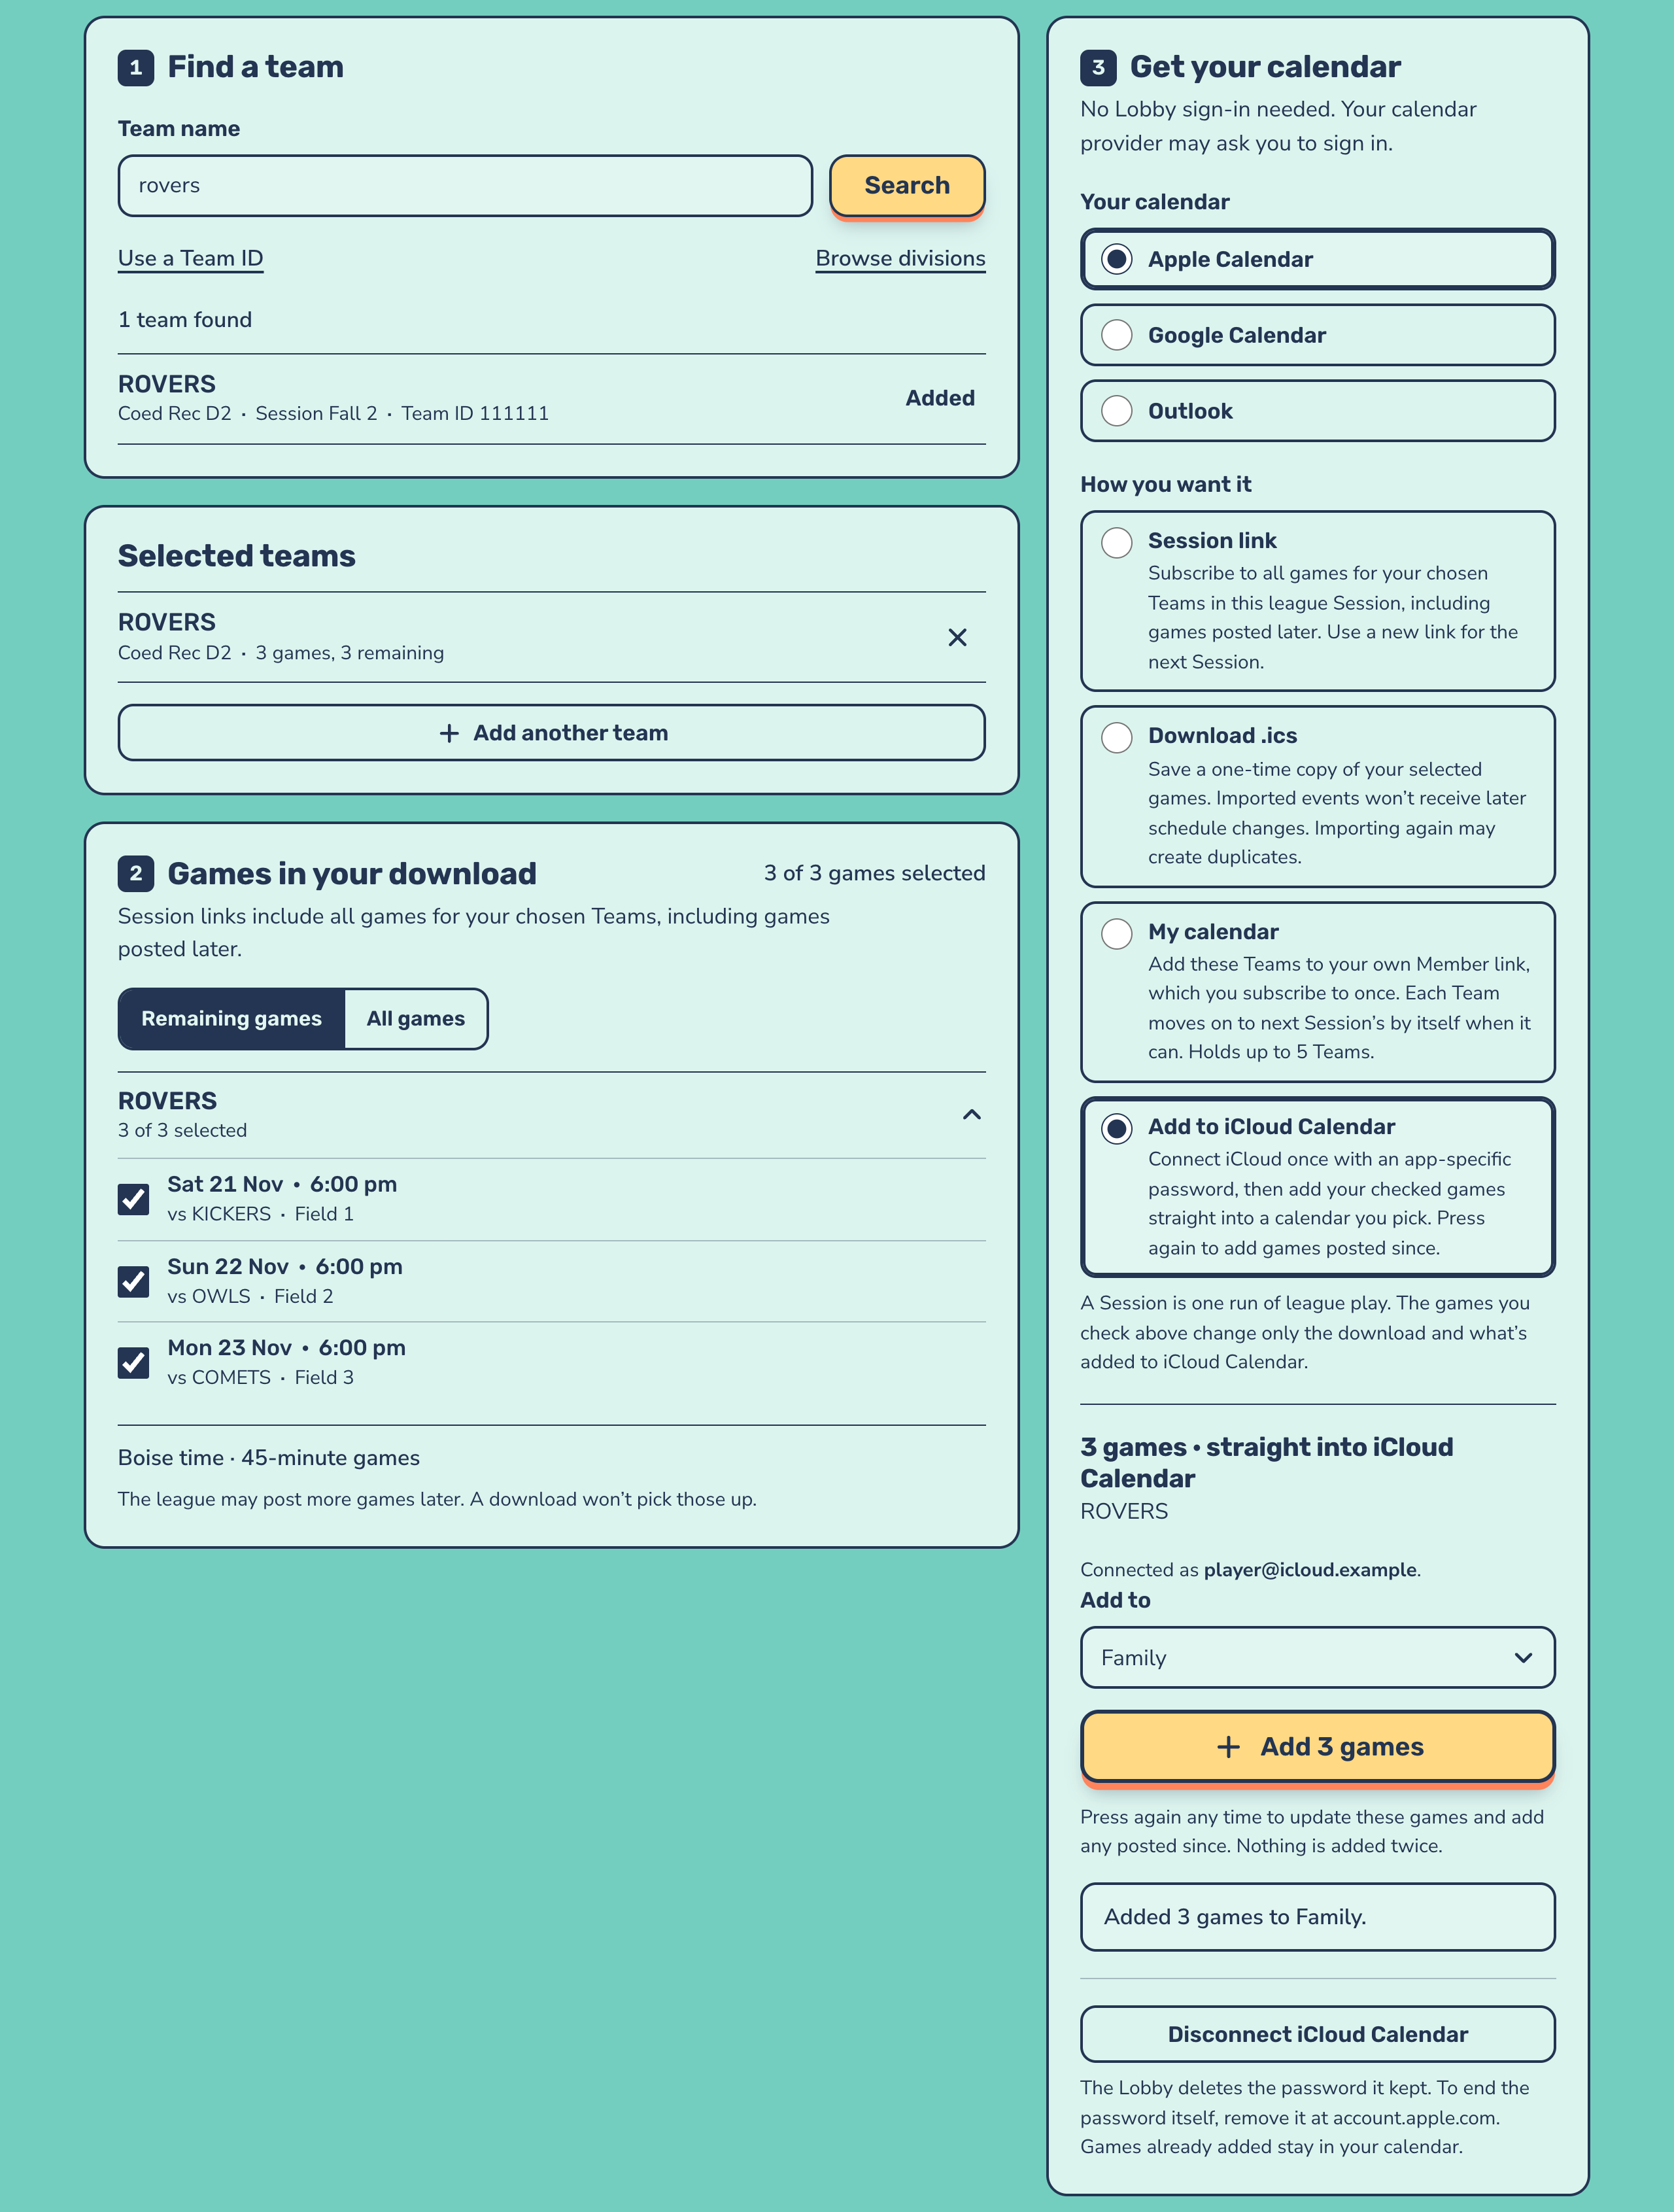 1 Find a team
Team name
rovers
Search
Use a Team ID
Browse divisions
1 team found
ROVERS
Coed Rec D2 · Session Fall 2 · Team ID 111111
Added
Selected teams
ROVERS
Coed Rec D2 · 3 games, 3 remaining
+ Add another team
2 Games in your download
3 of 3 games selected
Session links include all games for your chosen Teams, including games
posted later.
Remaining games
All games
ROVERS
3 of 3 selected
Sat 21 Nov • 6:00 pm
vs KICKERS · Field 1
Sun 22 Nov • 6:00 pm
vs OWLS · Field 2
Mon 23 Nov • 6:00 pm
vs COMETS · Field 3
Boise time · 45-minute games
The league may post more games later. A download won’t pick those up.
3 Get your calendar
No Lobby sign-in needed. Your calendar
provider may ask you to sign in.
Your calendar
Apple Calendar
Google Calendar
Outlook
How you want it
Session link
Subscribe to all games for your chosen
Teams in this league Session, including
games posted later. Use a new link for the
next Session.
Download .ics
Save a one-time copy of your selected
games. Imported events won’t receive later
schedule changes. Importing again may
create duplicates.
My calendar
Add these Teams to your own Member link,
which you subscribe to once. Each Team
moves on to next Session’s by itself when it
can. Holds up to 5 Teams.
Add to iCloud Calendar
Connect iCloud once with an app-specific
password, then add your checked games
straight into a calendar you pick. Press
again to add games posted since.
A Session is one run of league play. The games you
check above change only the download and what’s
added to iCloud Calendar.
3 games • straight into iCloud
Calendar
ROVERS
Connected as player@icloud.example.
Add to
Family
+ Add 3 games
Press again any time to update these games and add
any posted since. Nothing is added twice.
Added 3 games to Family.
Disconnect iCloud Calendar
The Lobby deletes the password it kept. To end the
password itself, remove it at account.apple.com.
Games already added stay in your calendar.